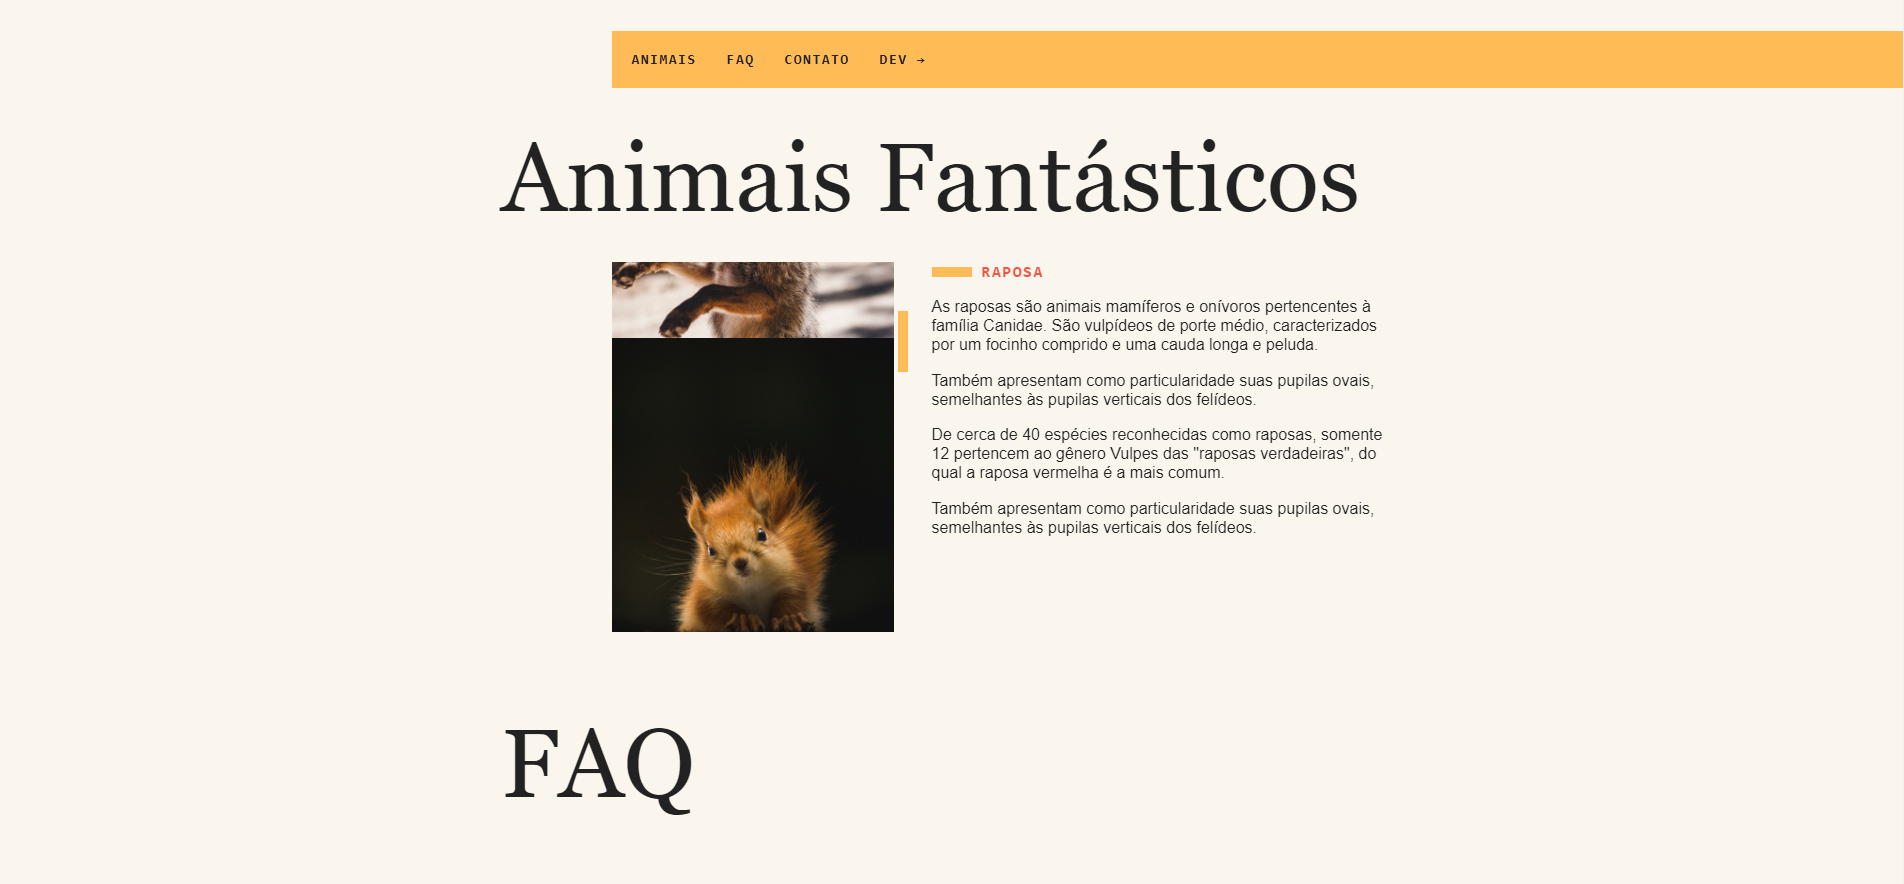 ANIMAIS FAQ CONTATO DEV →
Animais Fantásticos
RAPOSA
As raposas são animais mamíferos e onívoros pertencentes à
família Canidae. São vulpídeos de porte médio, caracterizados
por um focinho comprido e uma cauda longa e peluda.
Também apresentam como particularidade suas pupilas ovais,
semelhantes às pupilas verticais dos felídeos.
De cerca de 40 espécies reconhecidas como raposas, somente
12 pertencem ao gênero Vulpes das "raposas verdadeiras", do
qual a raposa vermelha é a mais comum.
Também apresentam como particularidade suas pupilas ovais,
semelhantes às pupilas verticais dos felídeos.
FAQ